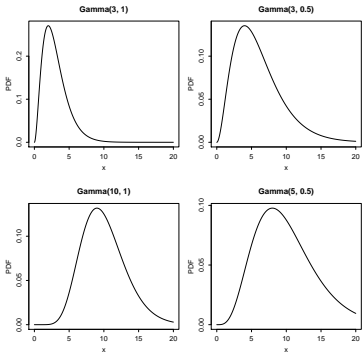 Gamma(3, 1)
PDF
0.2
0.1
0.0
0 5 10 15 20
x
Gamma(3, 0.5)
PDF
0.10
0.05
0.00
0 5 10 15 20
x
Gamma(10, 1)
PDF
0.10
0.05
0.00
0 5 10 15 20
x
Gamma(5, 0.5)
PDF
0.10
0.05
0.00
0 5 10 15 20
x